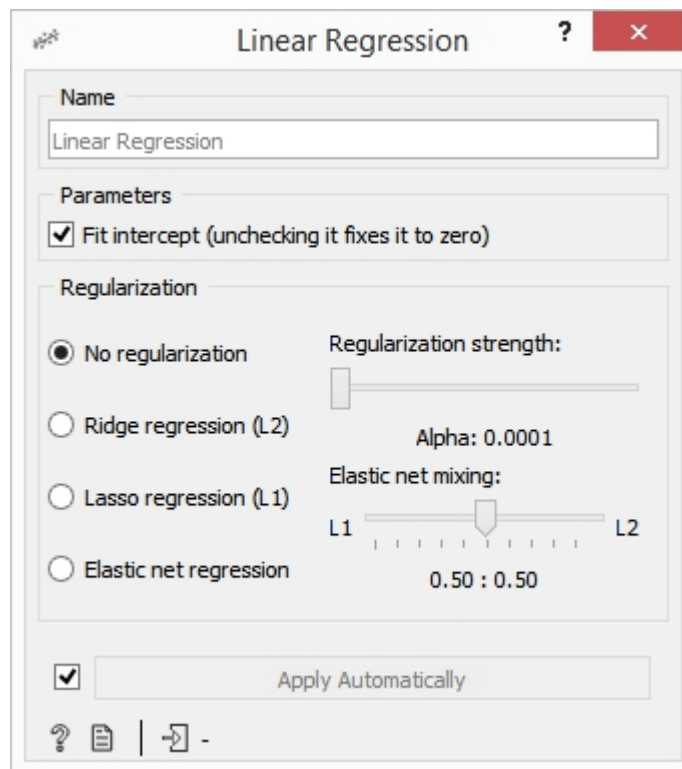 Linear Regression ?
Name
Linear Regression
Parameters
Fit intercept (unchecking it fixes it to zero)
Regularization
No regularization
Ridge regression (L2)
Lasso regression (L1)
Elastic net regression
Regularization strength:
Alpha: 0.0001
Elastic net mixing:
L1 L2
0.50 : 0.50
Apply Automatically
? -